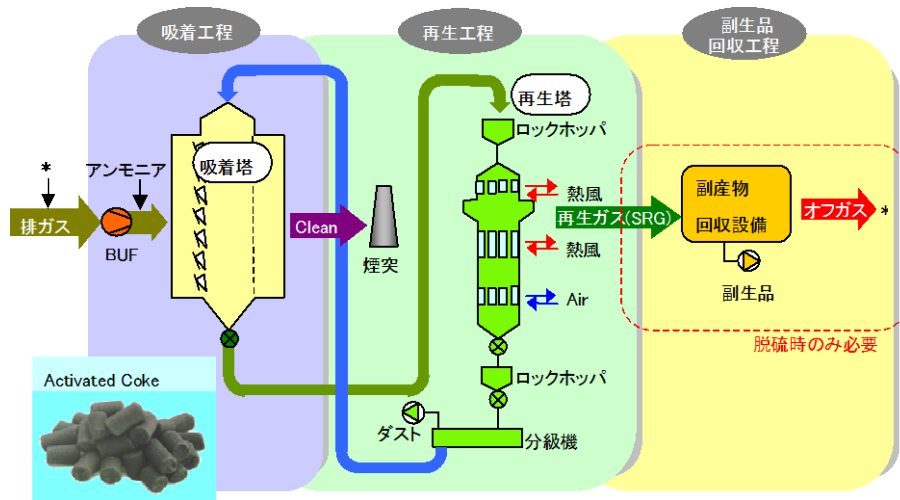 吸着工程
再生工程
副生品
回収工程
再生塔
ロックホッパ
*
アンモニア
吸着塔
排ガス
BUF
Clean
煙突
熱風
再生ガス(SRG)
熱風
Air
副産物
回収設備
副生品
オフガス
*
脱硫時のみ必要
ロックホッパ
Activated Coke
ダスト
分級機